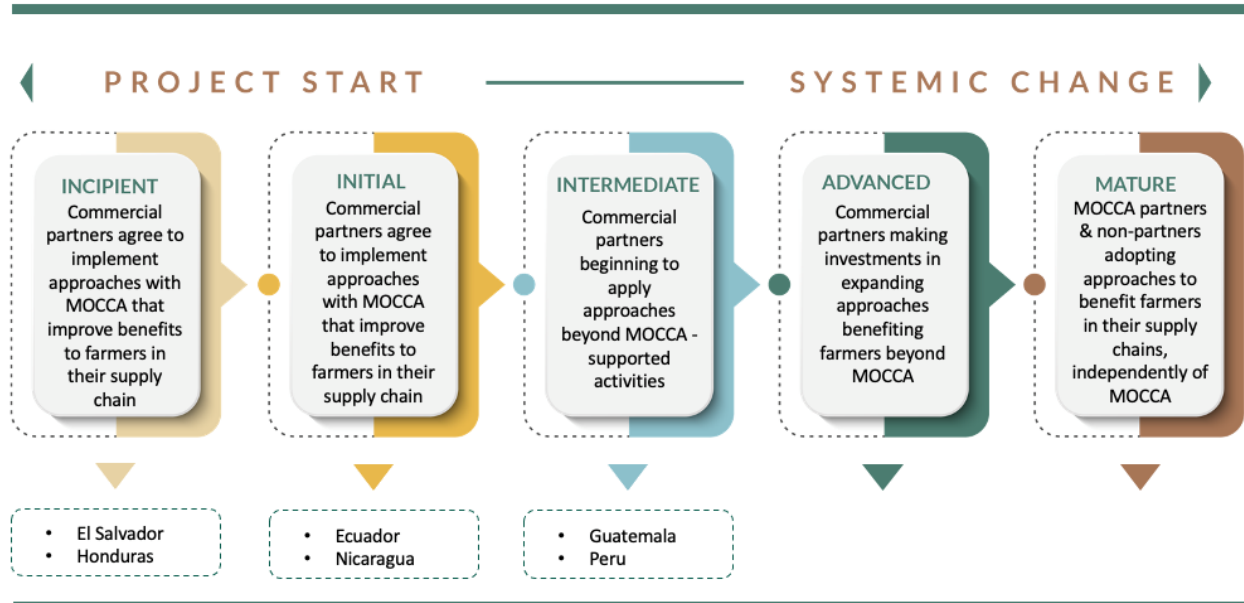 PROJECT START
SYSTEMIC CHANGE
INCIPIENT
Commercial
partners agree to
implement
approaches with
MOCCA that
improve benefits
to farmers in
their supply
chain
INITIAL
Commercial
partners agree
to implement
approaches
with MOCCA
that improve
benefits to
farmers in their
supply chain
INTERMEDIATE
Commercial
partners
beginning to
apply
approaches
beyond MOCCA -
supported
activities
ADVANCED
Commercial
partners making
investments in
expanding
approaches
benefiting
farmers beyond
MOCCA
MATURE
MOCCA partners
& non-partners
adopting
approaches to
benefit farmers
in their supply
chains,
independently of
MOCCA
• El Salvador
• Honduras
• Ecuador
• Nicaragua
• Guatemala
• Peru